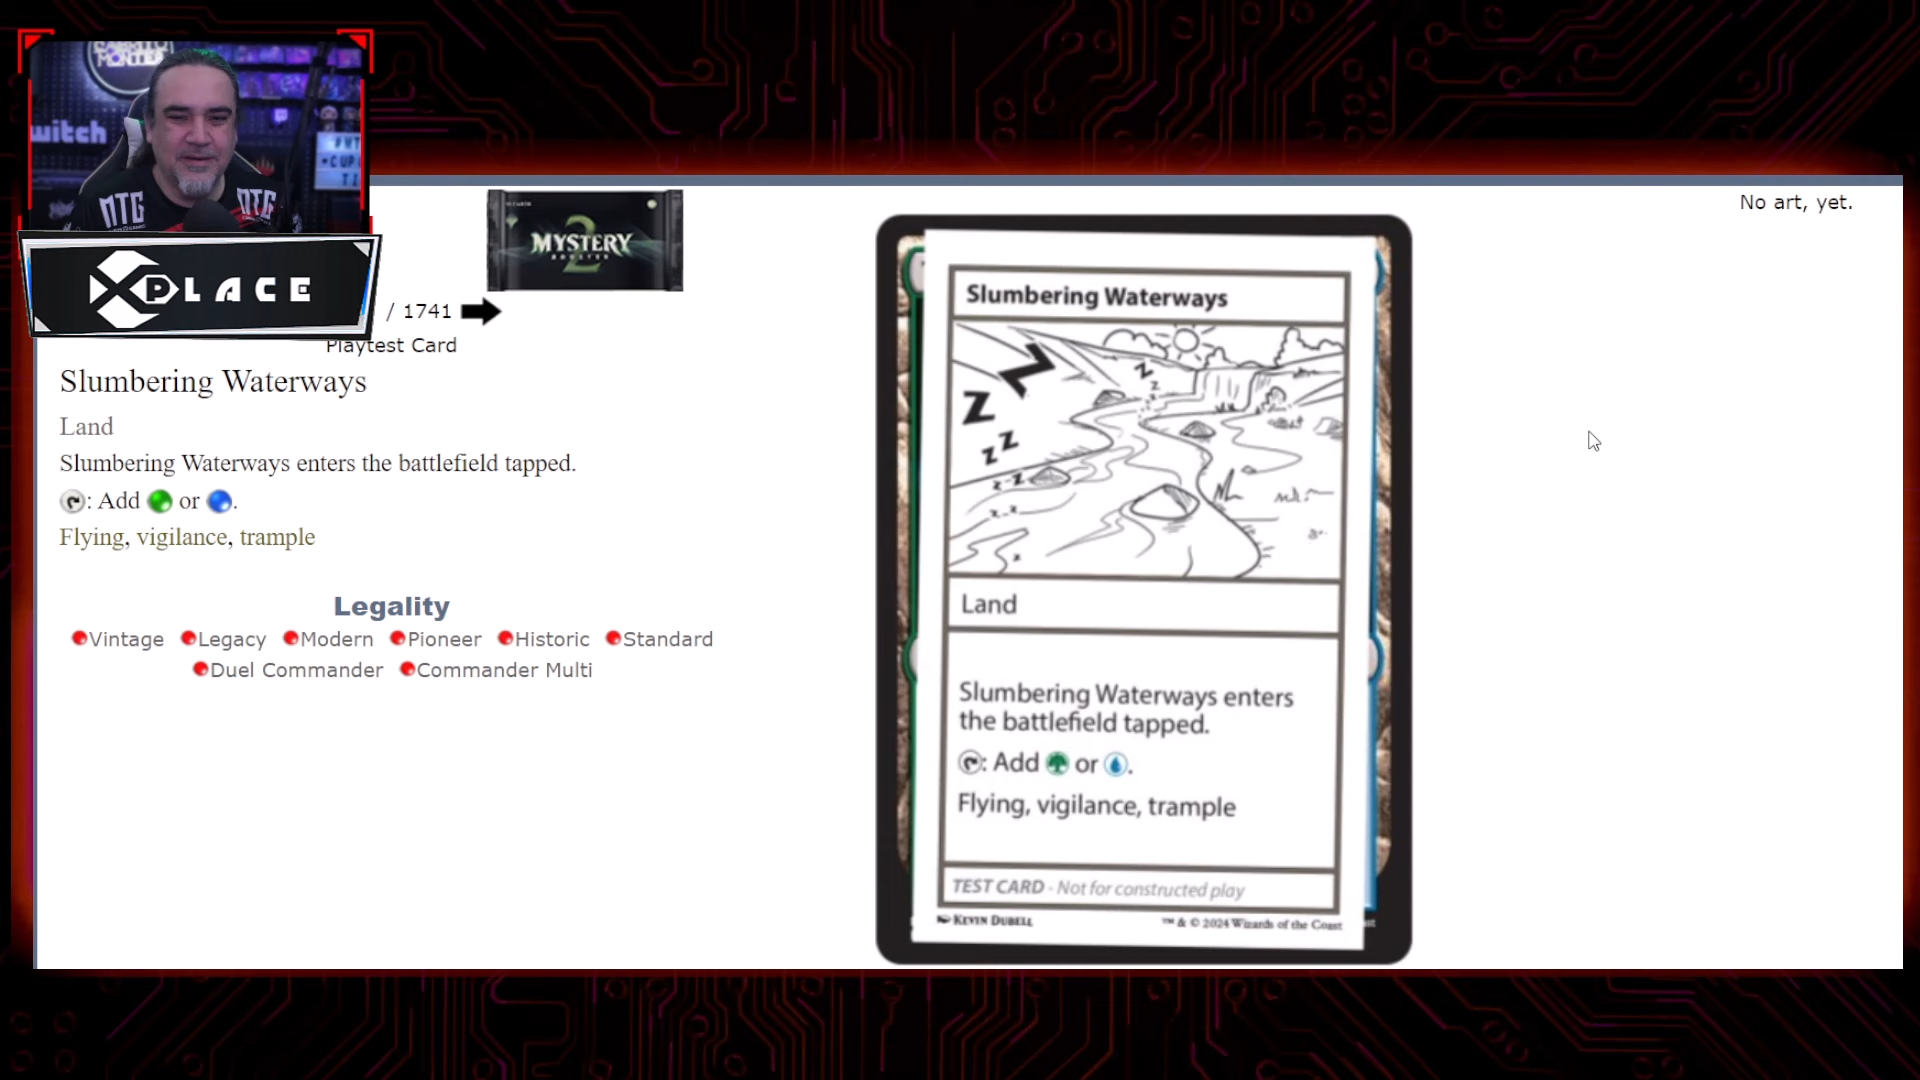 witch
MTG
MTG
XPLACE
MYSTERY
BOOSTER
2
No art, yet.
/ 1741
Playtest Card
Slumbering Waterways
Land
Slumbering Waterways enters the battlefield tapped.
: Add or .
Flying, vigilance, trample
Legality
Vintage Legacy Modern Pioneer Historic Standard
Duel Commander Commander Multi
Slumbering Waterways
Z
Z
z
z
z
z
Land
Slumbering Waterways enters
the battlefield tapped.
: Add or .
Flying, vigilance, trample
TEST CARD - Not for constructed play
KEVIN DUBELL
™ & © 2024 Wizards of the Coast